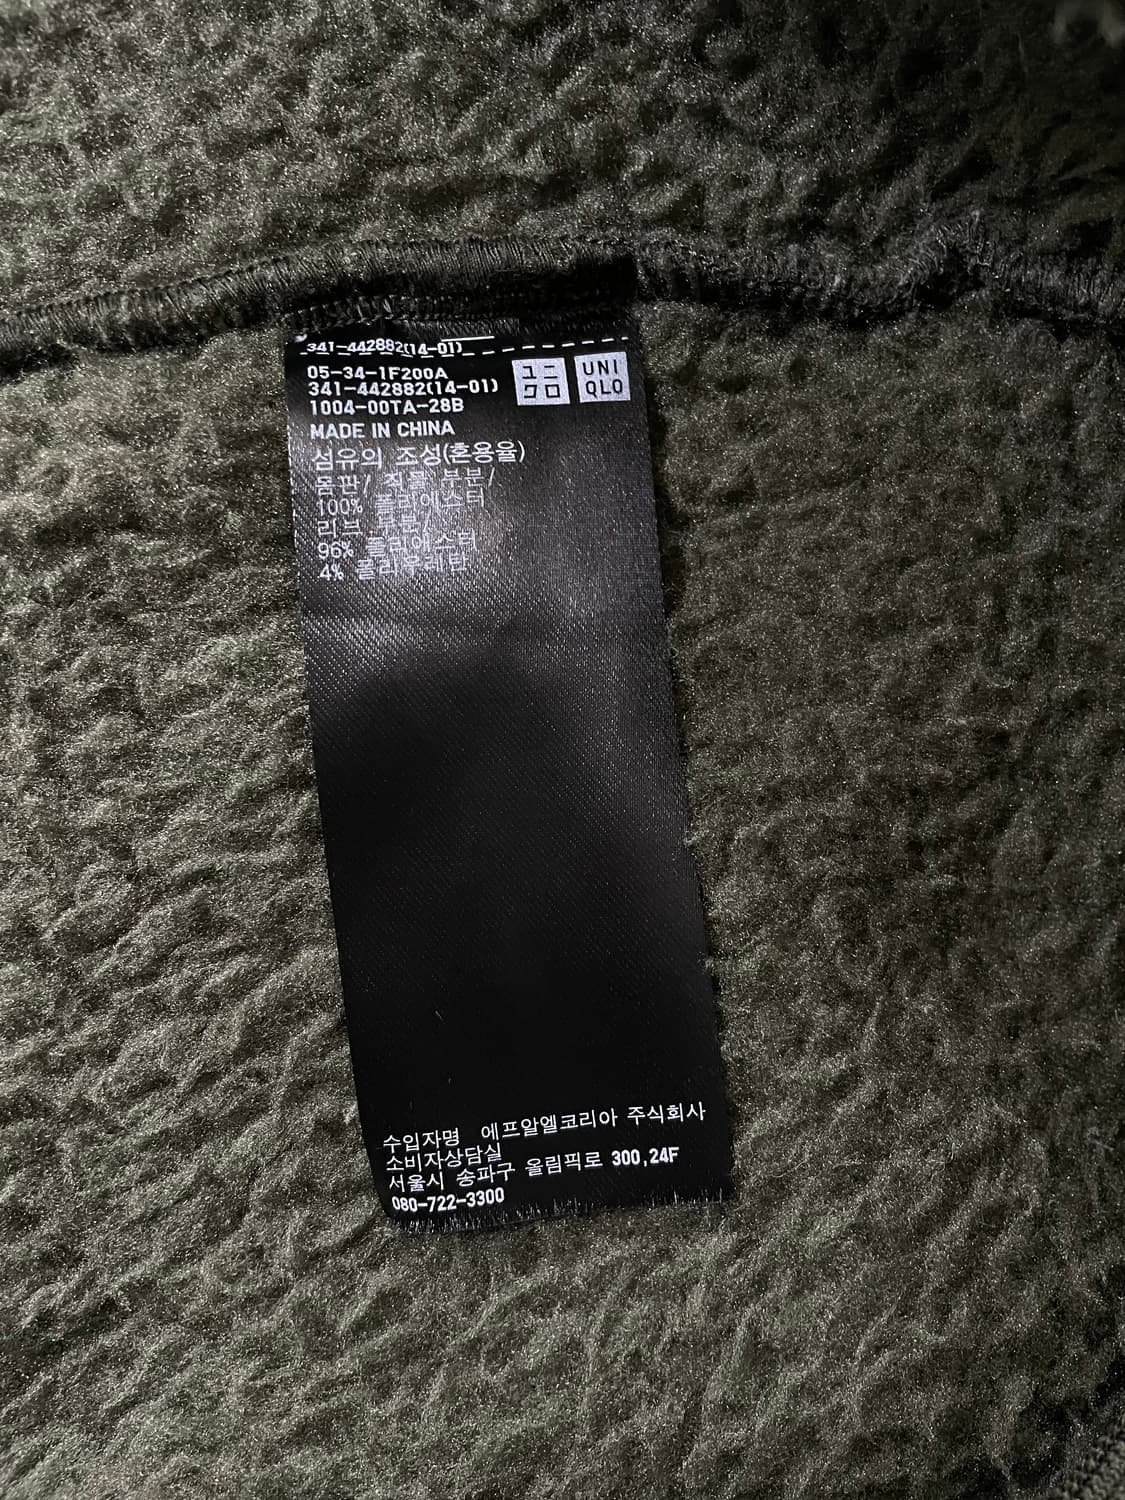 341-442882(14-01)
05-34-1F200A
341-442882(14-01)
1004-00TA-28B
ユニ
クロ
UNI
QLO
MADE IN CHINA
섬유의 조성(혼용율)
몸판/ 직물 부분/
100% 폴리에스터
리브 부분/
96% 폴리에스터
4% 폴리우레탄
수입자명 에프알엘코리아 주식회사
소비자상담실
서울시 송파구 올림픽로 300,24F
080-722-3300